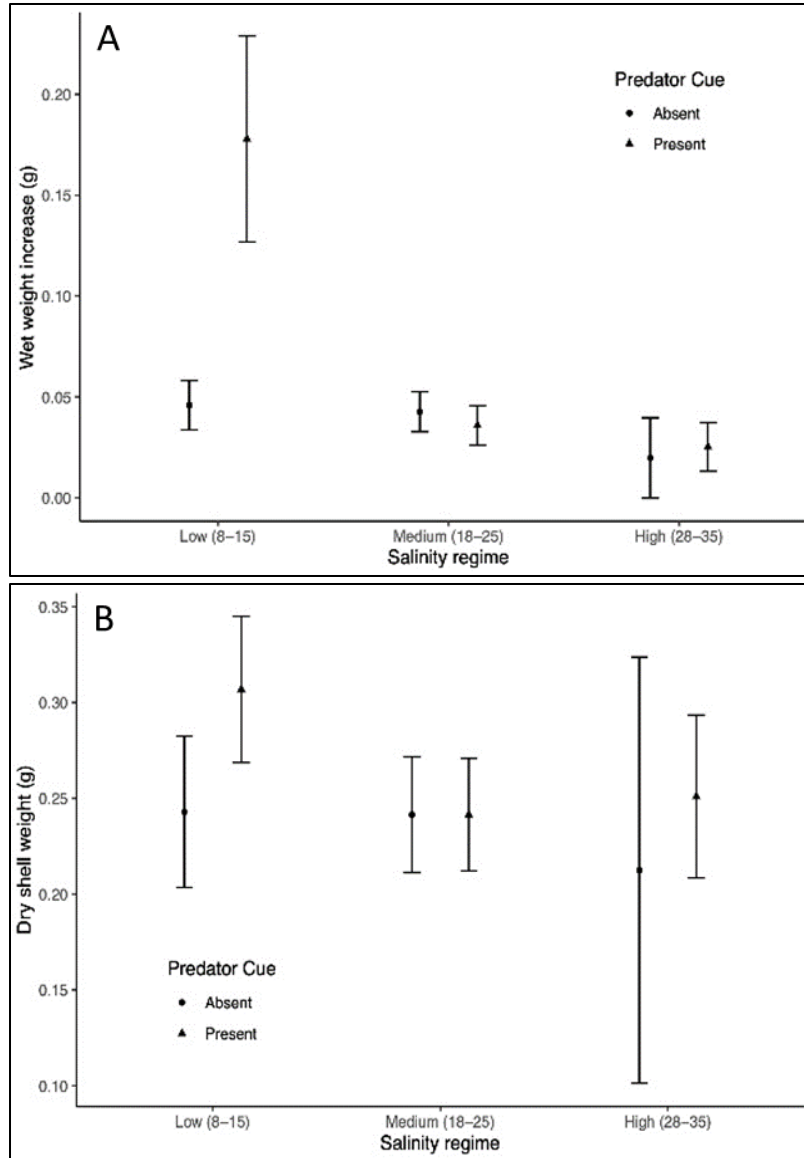 A
0.20
0.15
0.10
0.05
0.00
Wet weight increase (g)
Predator Cue
Absent
Present
Low (8–15)
Medium (18–25)
High (28–35)
Salinity regime
B
0.35
0.30
0.25
0.20
0.15
0.10
Dry shell weight (g)
Predator Cue
Absent
Present
Low (8–15)
Medium (18–25)
High (28–35)
Salinity regime